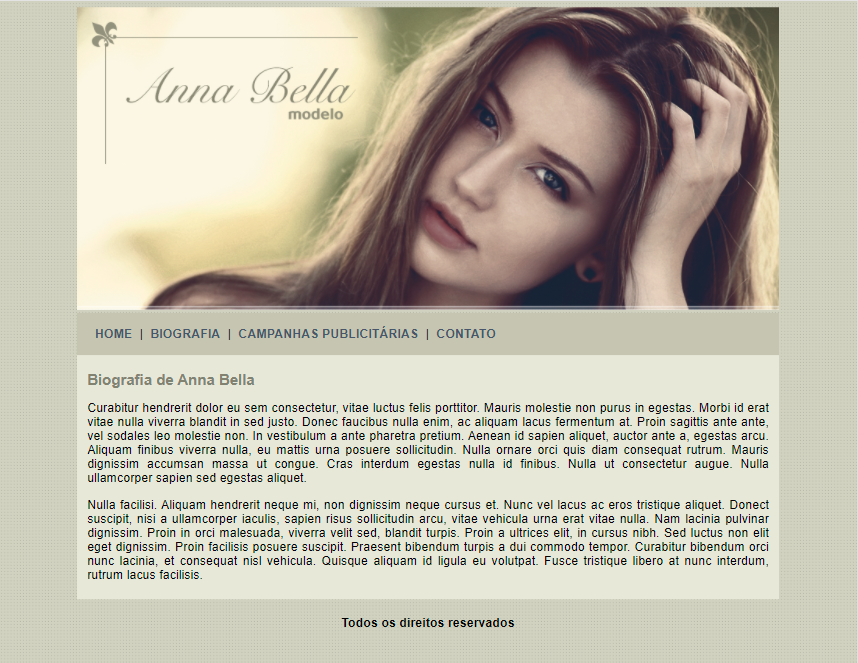 Anna Bella
modelo
HOME | BIOGRAFIA | CAMPANHAS PUBLICITÁRIAS | CONTATO
Biografia de Anna Bella
Curabitur hendrerit dolor eu sem consectetur, vitae luctus felis porttitor. Mauris molestie non purus in egestas. Morbi id erat
vitae nulla viverra blandit in sed justo. Donec faucibus nulla enim, ac aliquam lacus fermentum at. Proin sagittis ante ante,
vel sodales leo molestie non. In vestibulum a ante pharetra pretium. Aenean id sapien aliquet, auctor ante a, egestas arcu.
Aliquam finibus viverra nulla, eu mattis urna posuere sollicitudin. Nulla ornare orci quis diam consequat rutrum. Mauris
dignissim accumsan massa ut congue. Cras interdum egestas nulla id finibus. Nulla ut consectetur augue. Nulla
ullamcorper sapien sed egestas aliquet.
Nulla facilisi. Aliquam hendrerit neque mi, non dignissim neque cursus et. Nunc vel lacus ac eros tristique aliquet. Donect
suscipit, nisi a ullamcorper iaculis, sapien risus sollicitudin arcu, vitae vehicula urna erat vitae nulla. Nam lacinia pulvinar
dignissim. Proin in orci malesuada, viverra velit sed, blandit turpis. Proin a ultrices elit, in cursus nibh. Sed luctus non elit
eget dignissim. Proin facilisis posuere suscipit. Praesent bibendum turpis a dui commodo tempor. Curabitur bibendum orci
nunc lacinia, et consequat nisl vehicula. Quisque aliquam id ligula eu volutpat. Fusce tristique libero at nunc interdum,
rutrum lacus facilisis.
Todos os direitos reservados